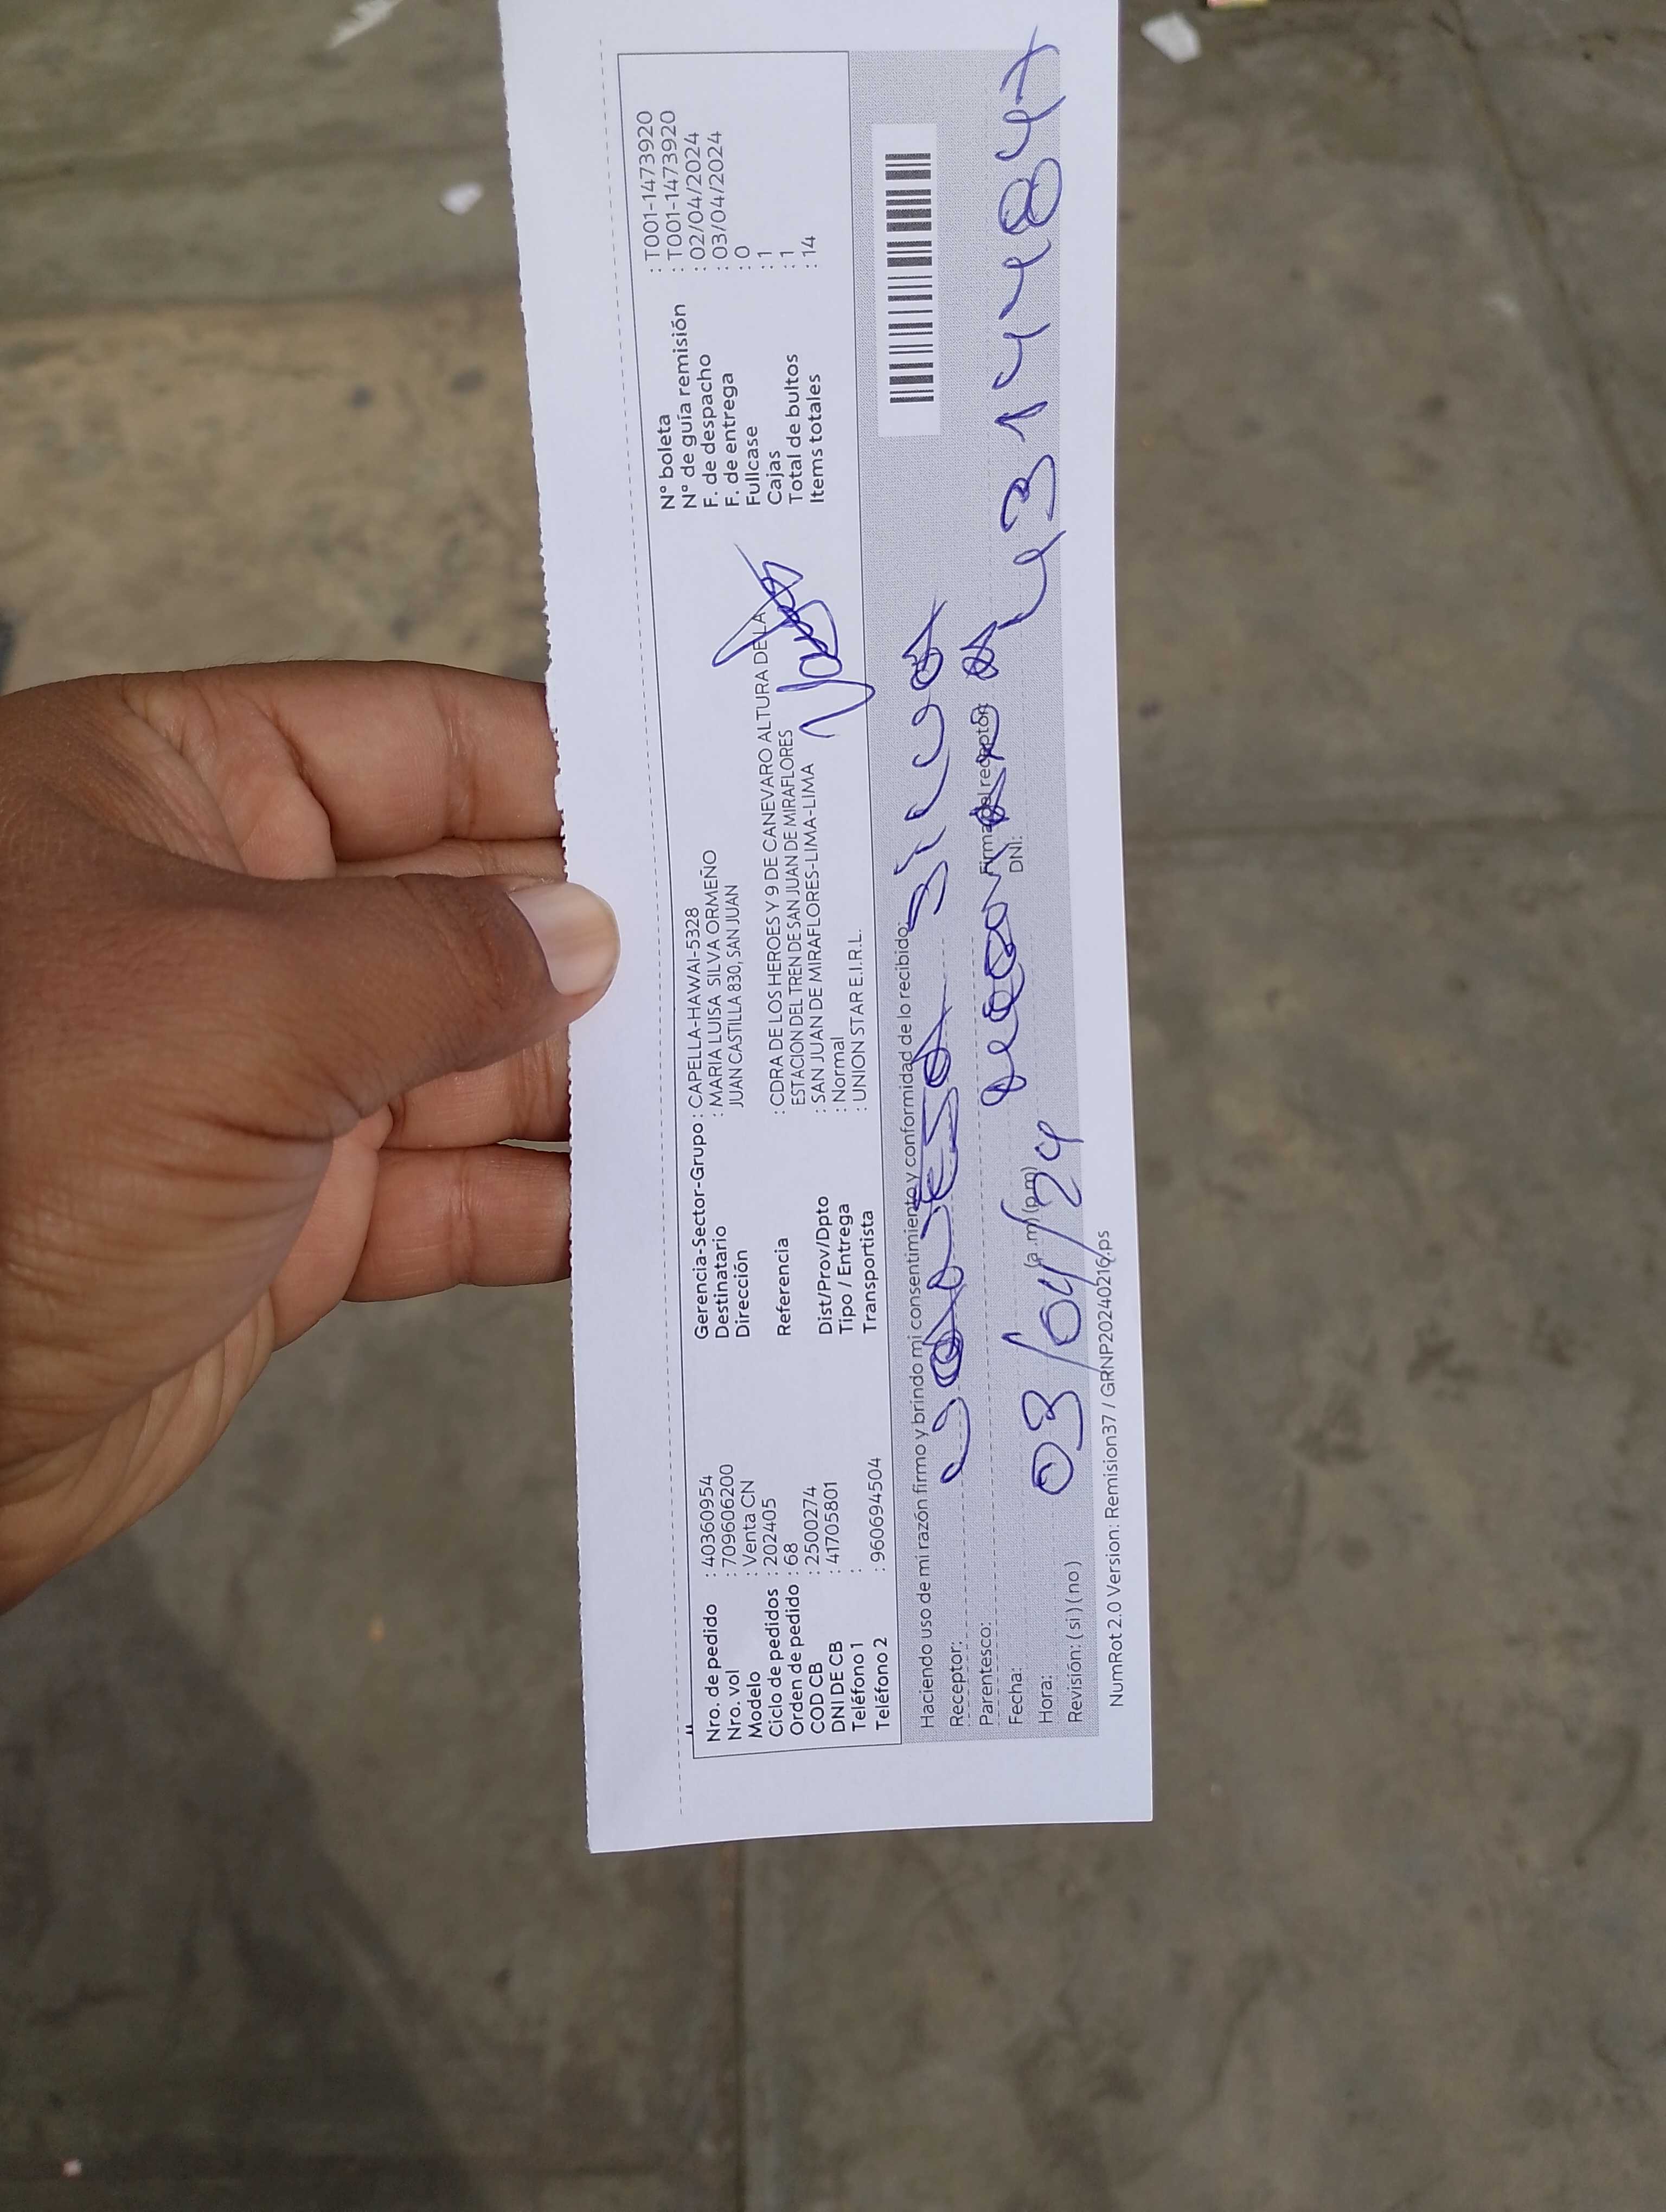 Nro. de pedido : 40360954
Nro. vol : 709606200
Modelo : Venta CN
Ciclo de pedidos : 202405
Orden de pedido : 68
COD CB : 2500274
DNI DE CB : 41705801
Teléfono 1 :
Teléfono 2 : 960694504
Gerencia-Sector-Grupo : CAPELLA-HAWAI-5328
Destinatario : MARIA LUISA SILVA ORMEÑO
Dirección JUAN CASTILLA 830, SAN JUAN
Referencia : CDRA DE LOS HEROES Y 9 DE CANEVARO ALTURA DE LA
ESTACION DEL TREN DE SAN JUAN DE MIRAFLORES
Dist/Prov/Dpto : SAN JUAN DE MIRAFLORES-LIMA-LIMA
Tipo / Entrega : Normal
Transportista : UNION STAR E.I.R.L.
N° boleta : T001-1473920
N° de guía remisión : T001-1473920
F. de despacho : 02/04/2024
F. de entrega : 03/04/2024
Fullcase : 0
Cajas : 1
Total de bultos : 1
Items totales : 14
Haciendo uso de mi razón firmo y brindo mi consentimiento y conformidad de lo recibido:
Receptor:
Parentesco:
Fecha: 03/04/24
Firma del receptor
Hora: (a.m) (p.m)
DNI: 43144847
Revisión: (si) (no)
NumRot 2.0 Version: Remision37 / GRNP20240216.ps